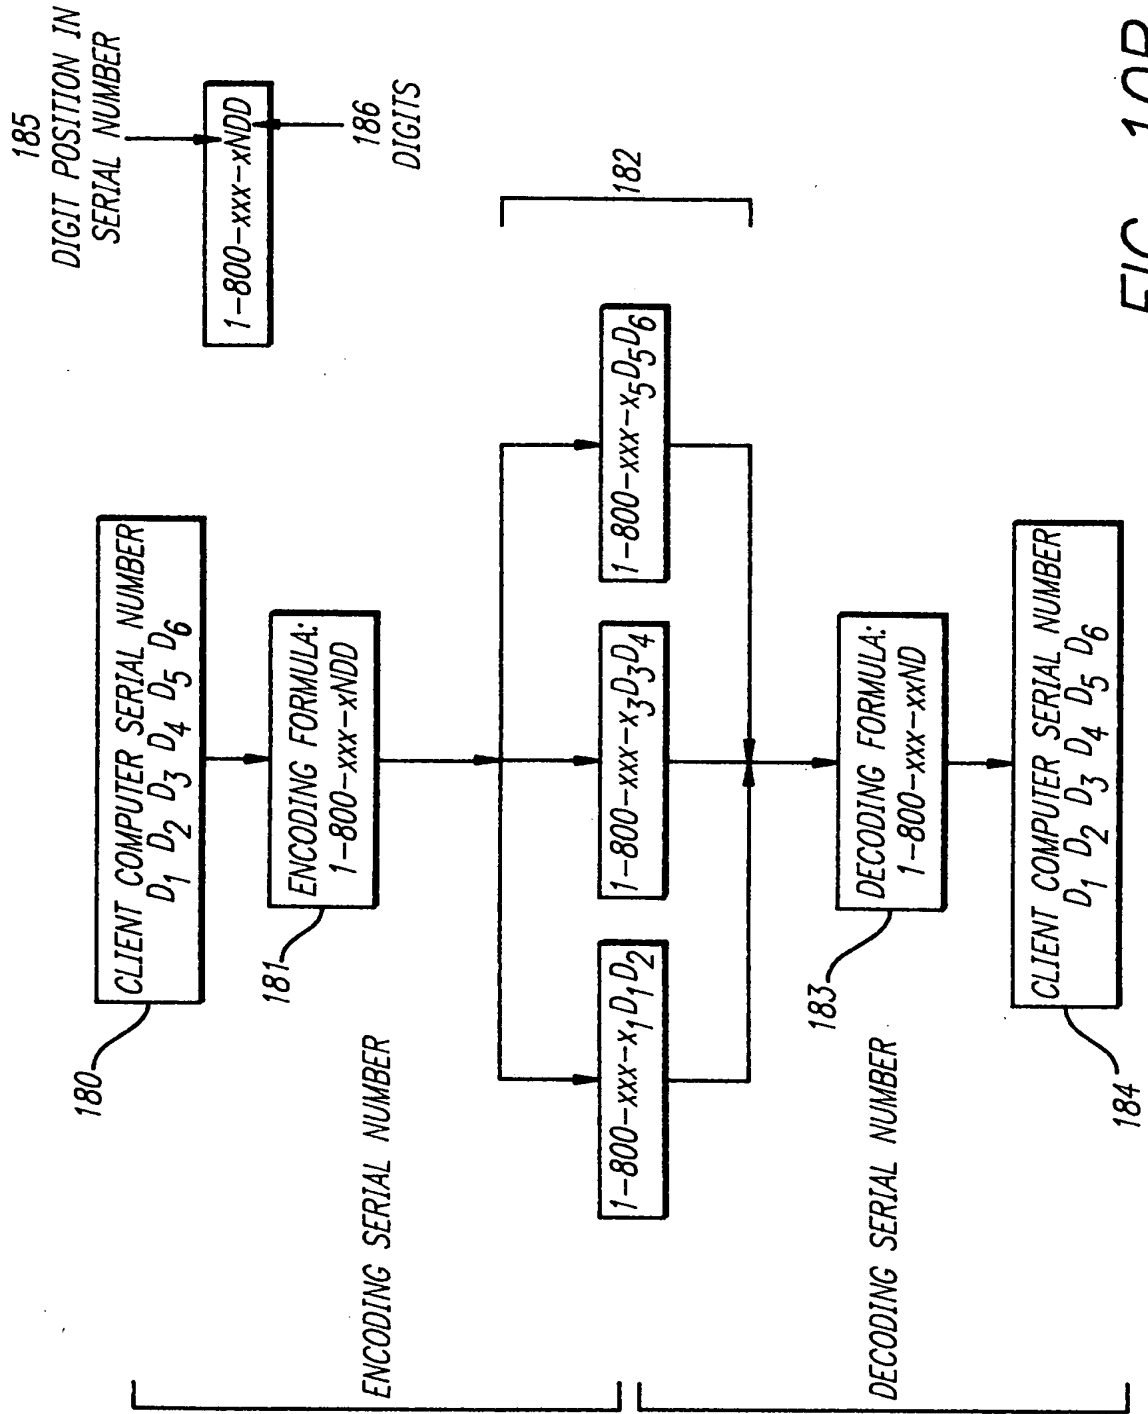 185
DIGIT POSITION IN
SERIAL NUMBER
1-800-xxx-xNDD
186
DIGITS
180
CLIENT COMPUTER SERIAL NUMBER
D1 D2 D3 D4 D5 D6
181
ENCODING FORMULA:
1-800-xxx-xNDD
ENCODING SERIAL NUMBER
182
1-800-xxx-x1D1D2
1-800-xxx-x3D3D4
1-800-xxx-x5D5D6
183
DECODING FORMULA:
1-800-xxx-xxND
DECODING SERIAL NUMBER
CLIENT COMPUTER SERIAL NUMBER
D1 D2 D3 D4 D5 D6
184
FIG. 10B